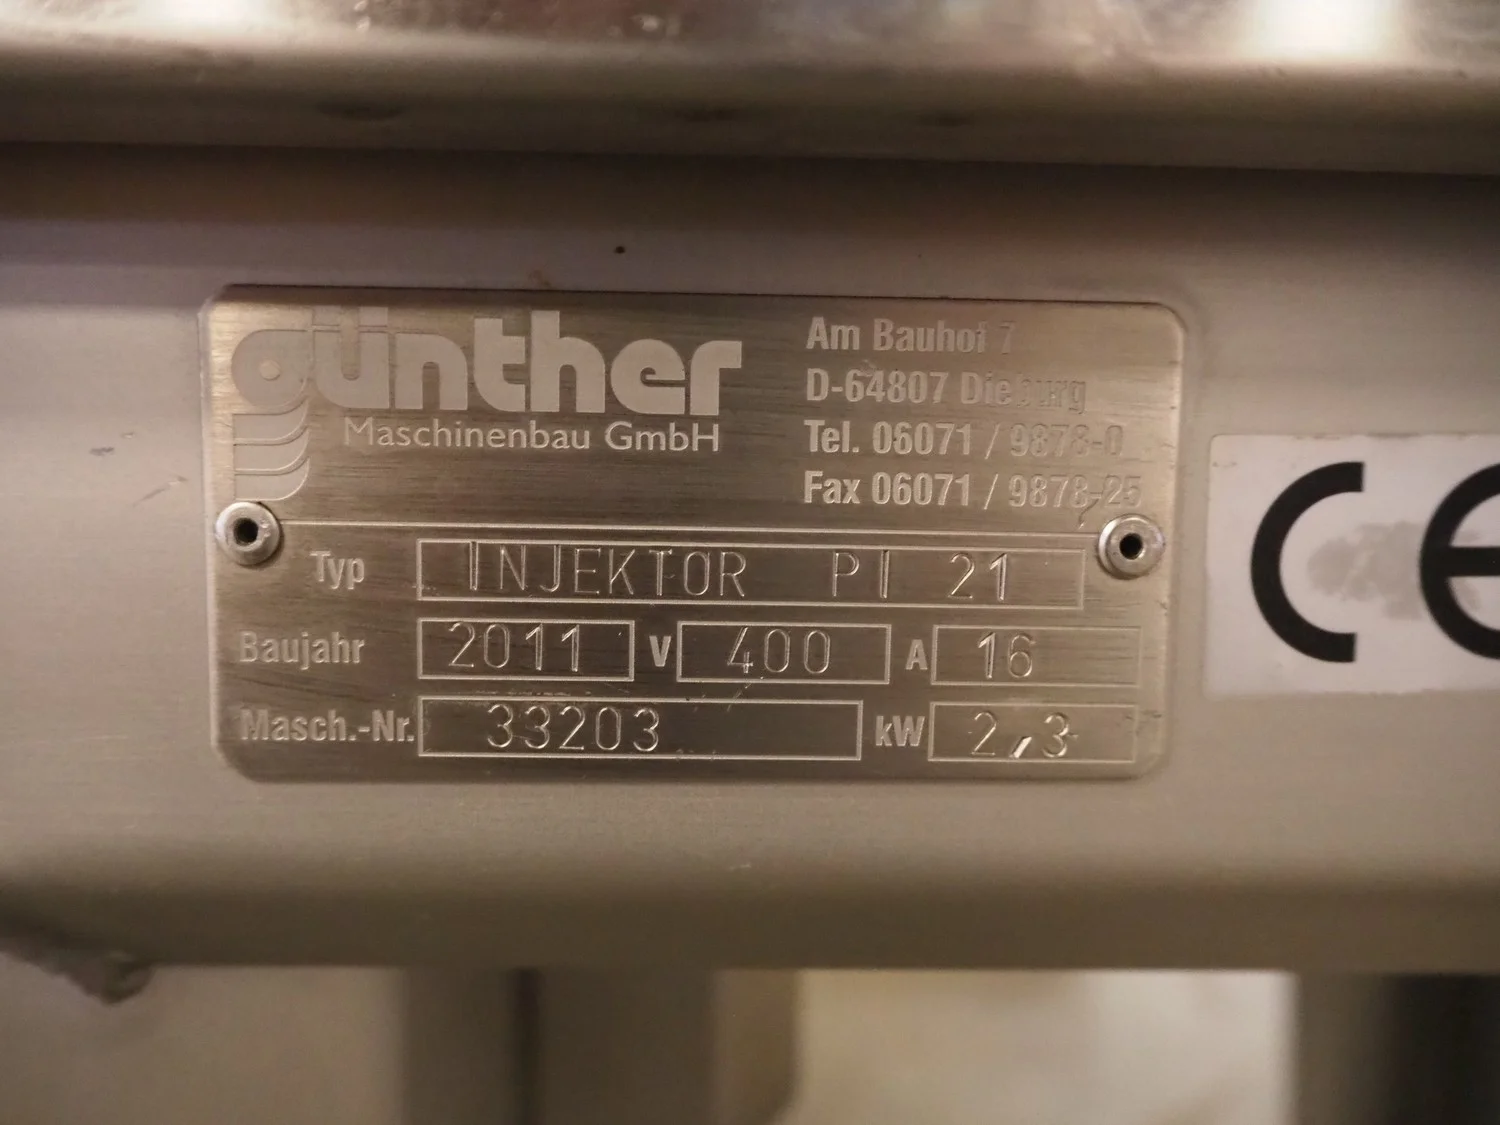 günther
Maschinenbau GmbH
Am Bauhof 7
D-64807 Dieburg
Tel. 06071 / 9878-0
Fax 06071 / 9878-25
Typ INJEKTOR PI 21
Baujahr 2011 V 400 A 16
Masch.-Nr. 33203 kW 2,3
CE